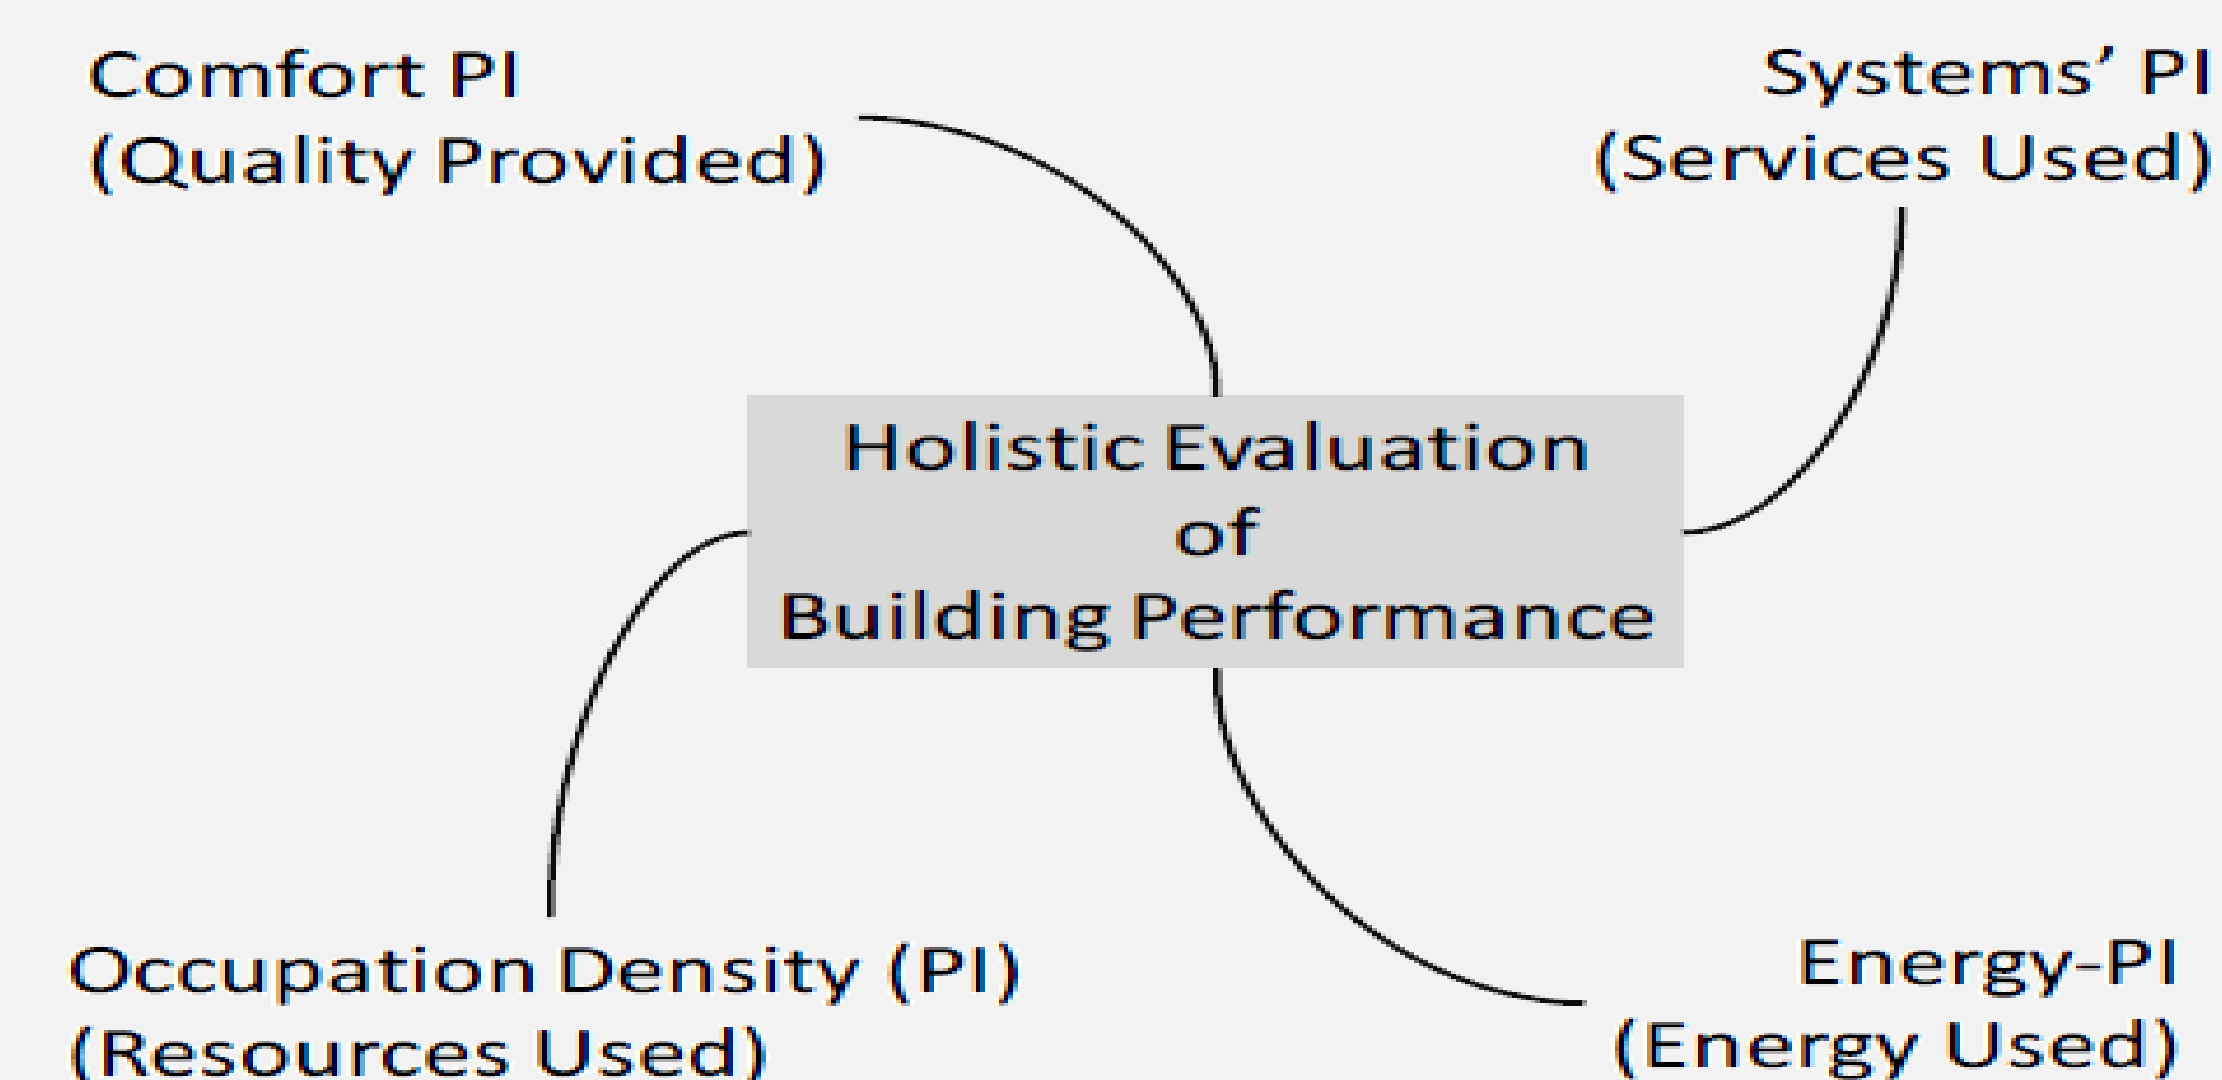 Comfort PI
(Quality Provided)
Systems’ PI
(Services Used)
Holistic Evaluation
of
Building Performance
Occupation Density (PI)
(Resources Used)
Energy-PI
(Energy Used)